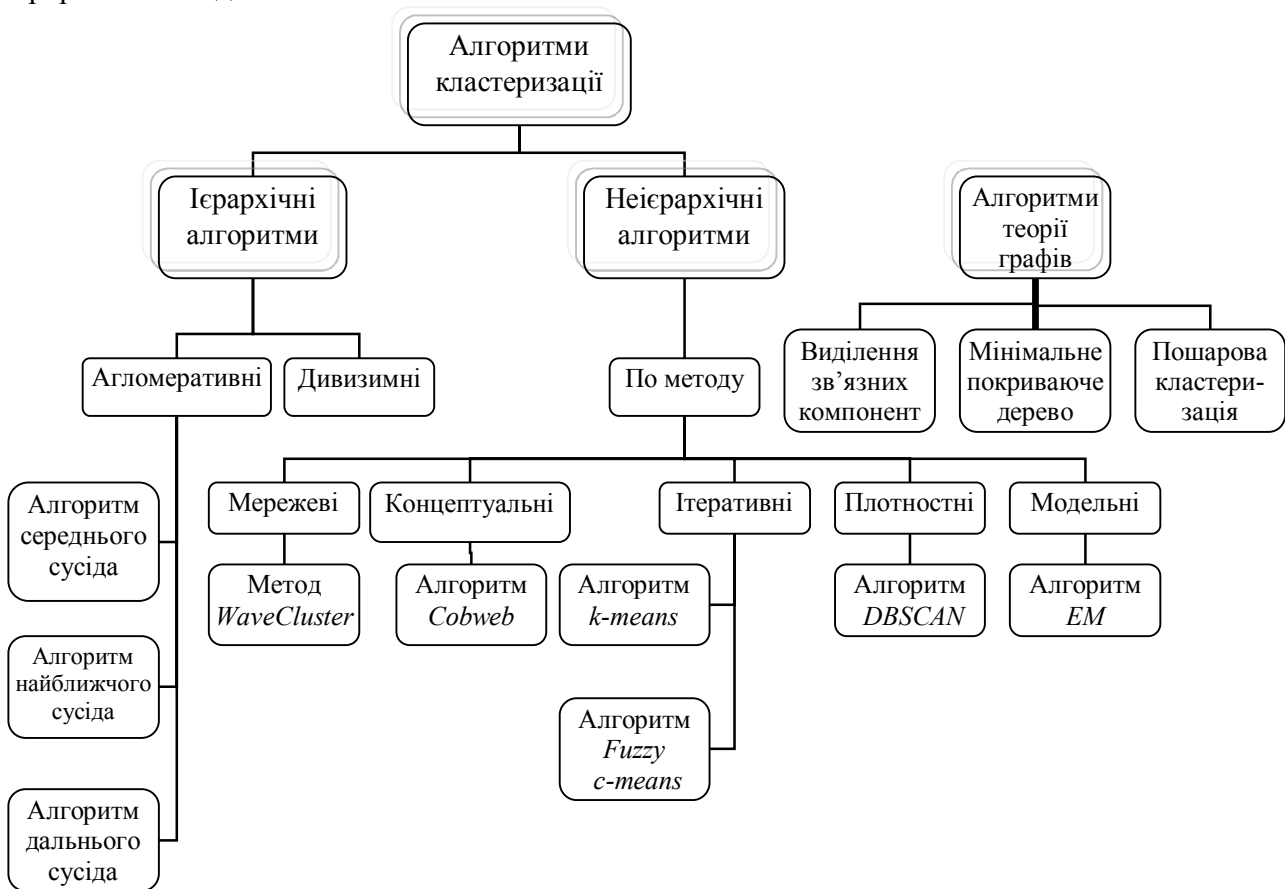 Алгоритми
кластеризації
Ієрархічні
алгоритми
Неієрархічні
алгоритми
Алгоритми
теорії
графів
Агломеративні
Дивизимні
По методу
Виділення
зв’язних
компонент
Мінімальне
покриваюче
дерево
Пошарова
кластери-
зація
Мережеві
Концептуальні
Ітеративні
Плотностні
Модельні
Алгоритм
середнього
сусіда
Метод
WaveCluster
Алгоритм
Cobweb
Алгоритм
k-means
Алгоритм
DBSCAN
Алгоритм
EM
Алгоритм
найближчого
сусіда
Алгоритм
Fuzzy
c-means
Алгоритм
дальнього
сусіда